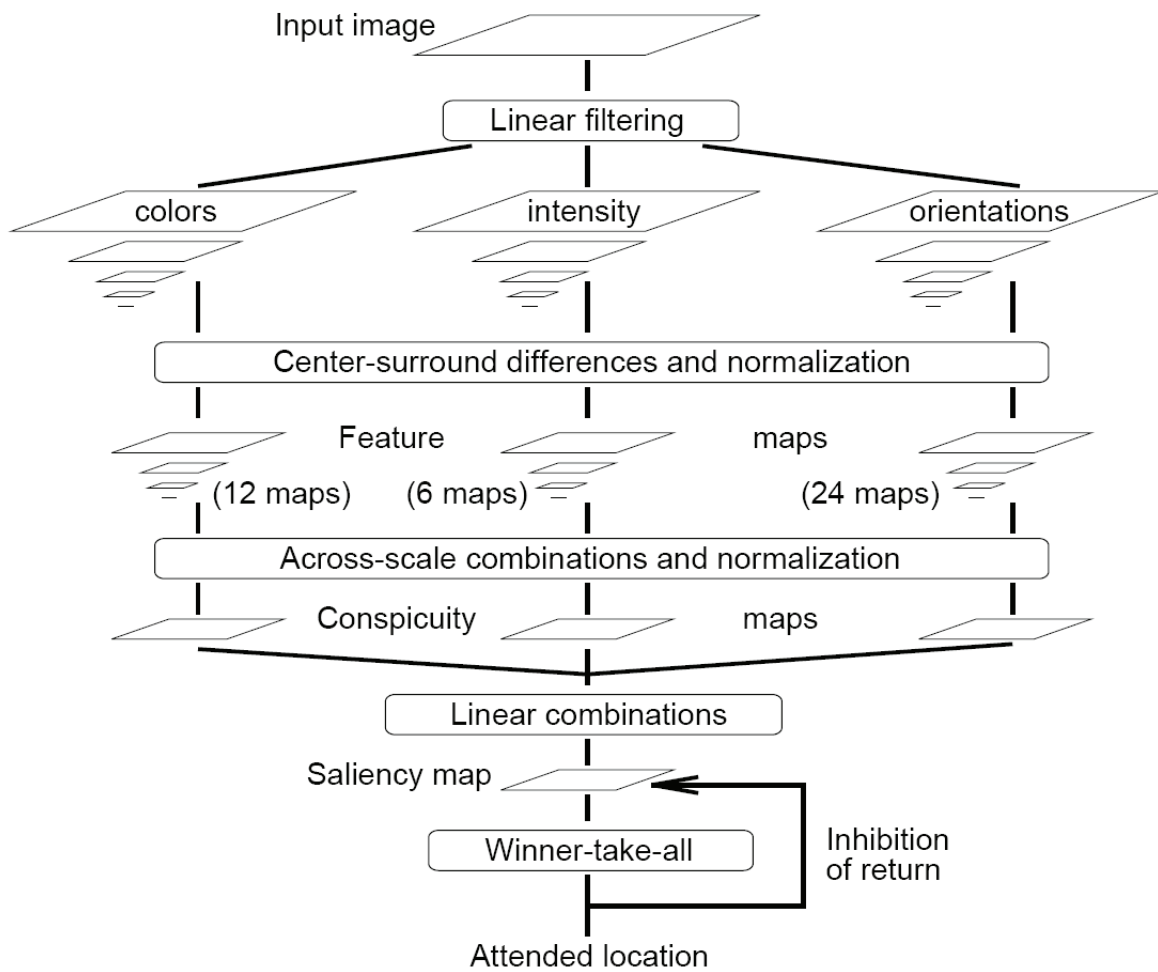 Input image
Linear filtering
colors
intensity
orientations
Center-surround differences and normalization
Feature maps
(12 maps)
(6 maps)
(24 maps)
Across-scale combinations and normalization
Conspicuity maps
Linear combinations
Saliency map
Winner-take-all
Inhibition
of return
Attended location